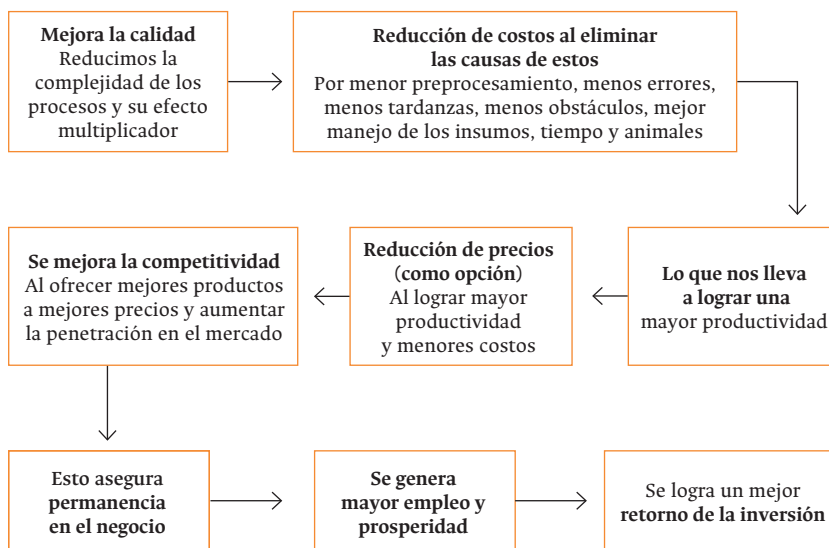 Mejora la calidad
Reducimos la
complejidad de los
procesos y su efecto
multiplicador
Reducción de costos al eliminar
las causas de estos
Por menor preprocesamiento, menos errores,
menos tardanzas, menos obstáculos, mejor
manejo de los insumos, tiempo y animales
Lo que nos lleva
a lograr una
mayor productividad
Reducción de precios
(como opción)
Al lograr mayor
productividad
y menores costos
Se mejora la competitividad
Al ofrecer mejores productos
a mejores precios y aumentar
la penetración en el mercado
Esto asegura
permanencia
en el negocio
Se genera
mayor empleo y
prosperidad
Se logra un mejor
retorno de la inversión